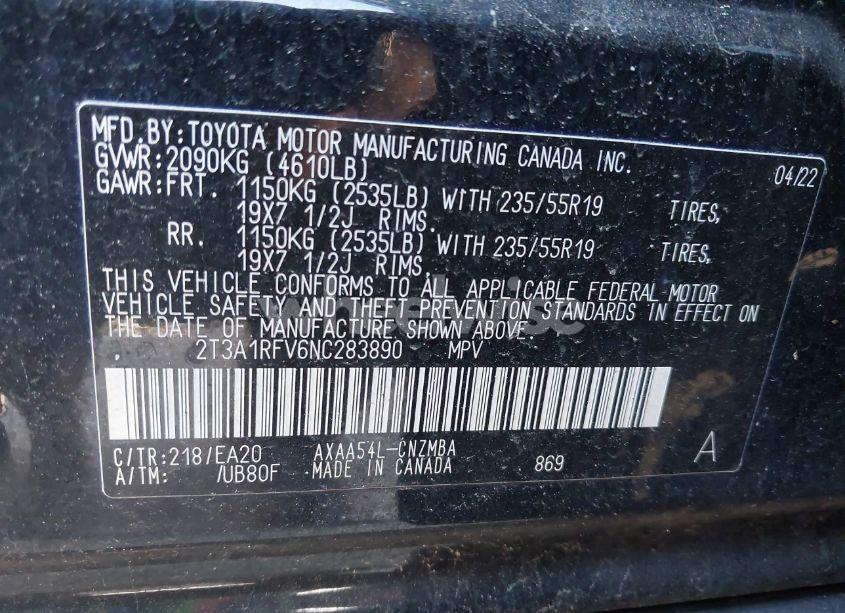 MFD.BY:TOYOTA MOTOR MANUFACTURING CANADA INC.
GVWR:2090KG (4610LB) 04/22
GAWR:FRT. 1150KG (2535LB) WITH 235/55R19 TIRES,
19X7 1/2J RIMS.
RR. 1150KG (2535LB) WITH 235/55R19 TIRES,
19X7 1/2J RIMS.
THIS VEHICLE CONFORMS TO ALL APPLICABLE FEDERAL MOTOR
VEHICLE SAFETY AND THEFT PREVENTION STANDARDS IN EFFECT ON
THE DATE OF MANUFACTURE SHOWN ABOVE.
, 2T3A1RFV6NC283890 MPV
C/TR:218/EA20 AXAA54L-CNZMBA
A/TM: /UB80F MADE IN CANADA 869 A